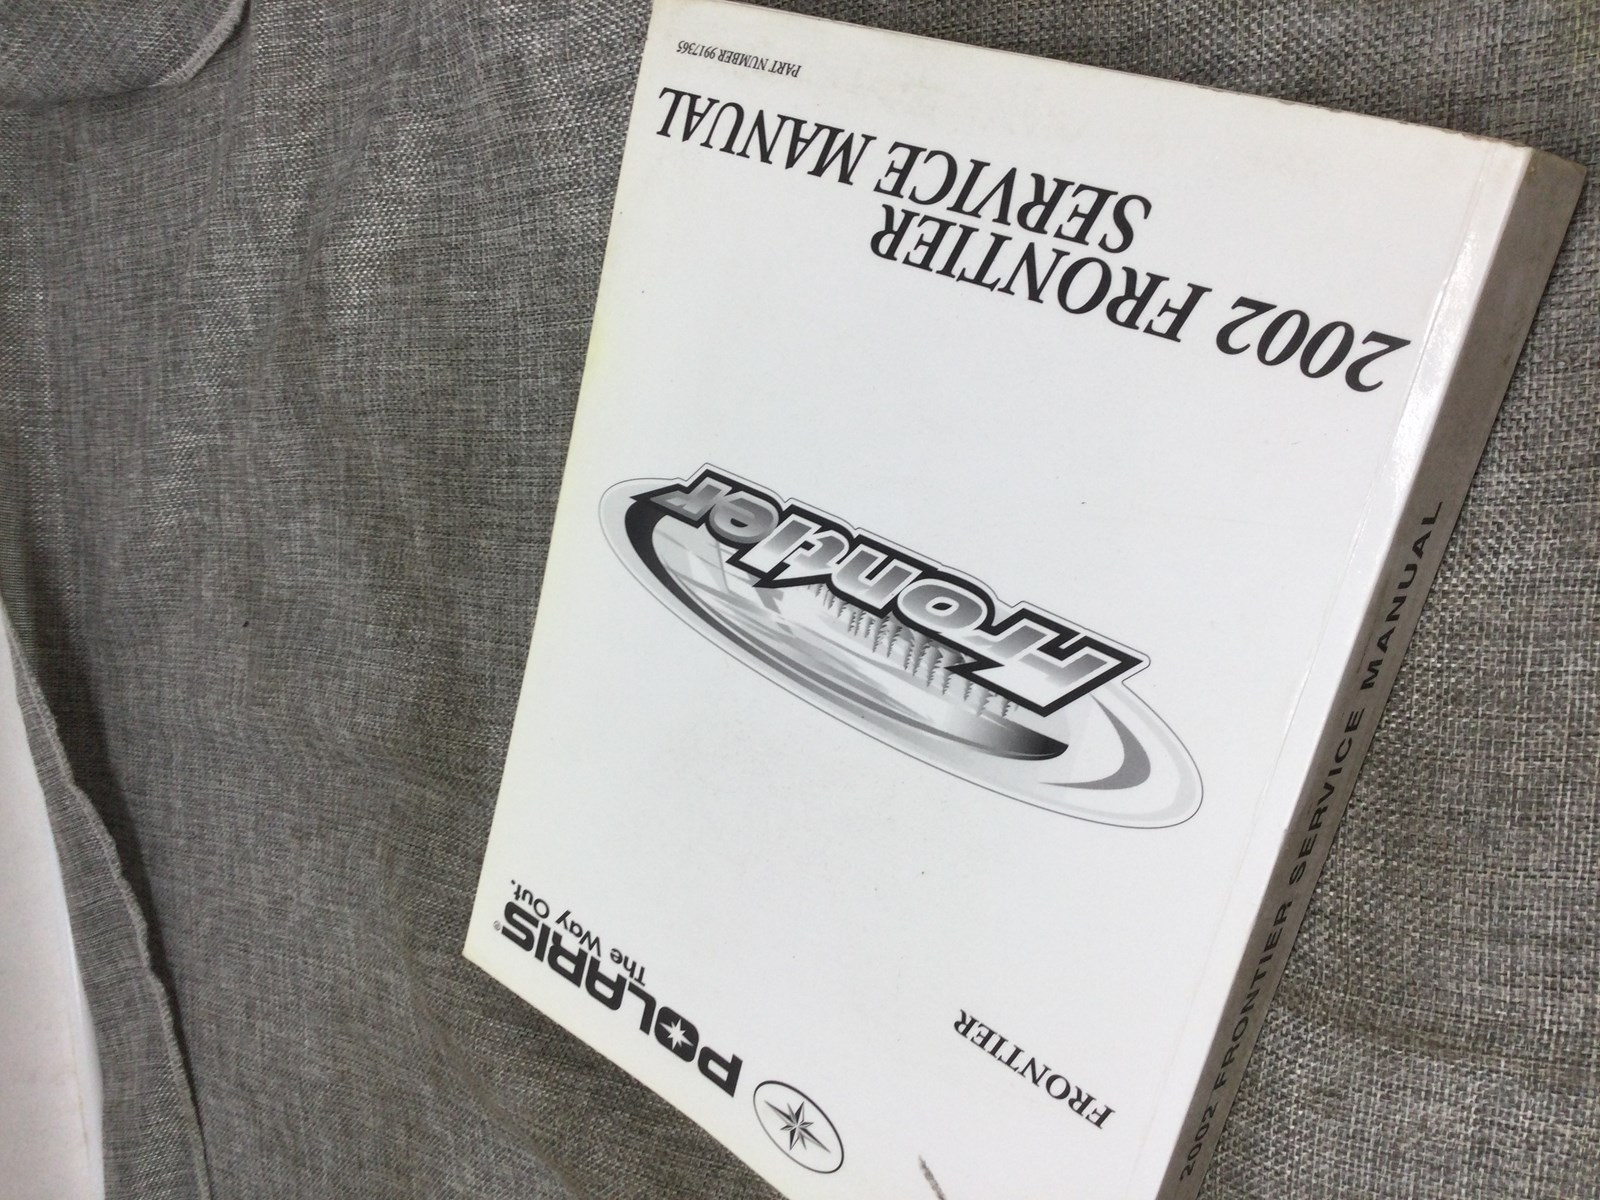 FRONTIER
POLARIS®
The Way Out.
Frontier
2002 FRONTIER
SERVICE MANUAL
PART NUMBER 9917365
2002 FRONTIER SERVICE MANUAL